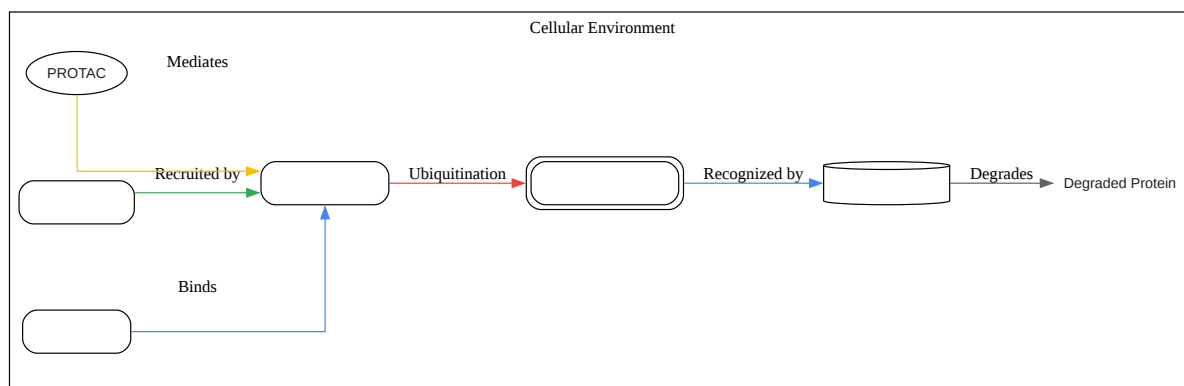 Cellular Environment
Mediates
PROTAC
Recruited by
Ubiquitination
Recognized by
Degrades
Degraded Protein
Binds